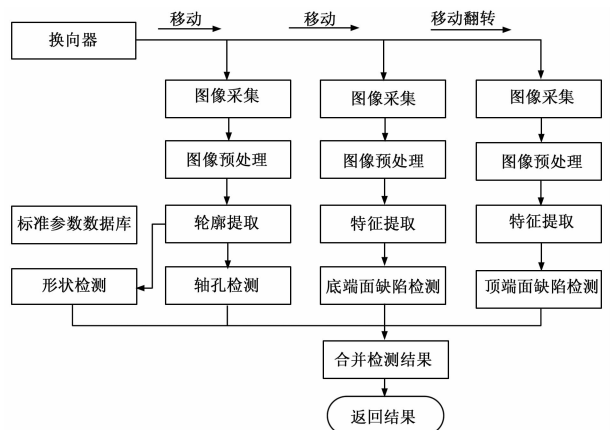 移动
移动
移动翻转
换向器
图像采集
图像采集
图像采集
图像预处理
图像预处理
图像预处理
标准参数数据库
轮廓提取
特征提取
特征提取
形状检测
轴孔检测
底端面缺陷检测
顶端面缺陷检测
合并检测结果
返回结果